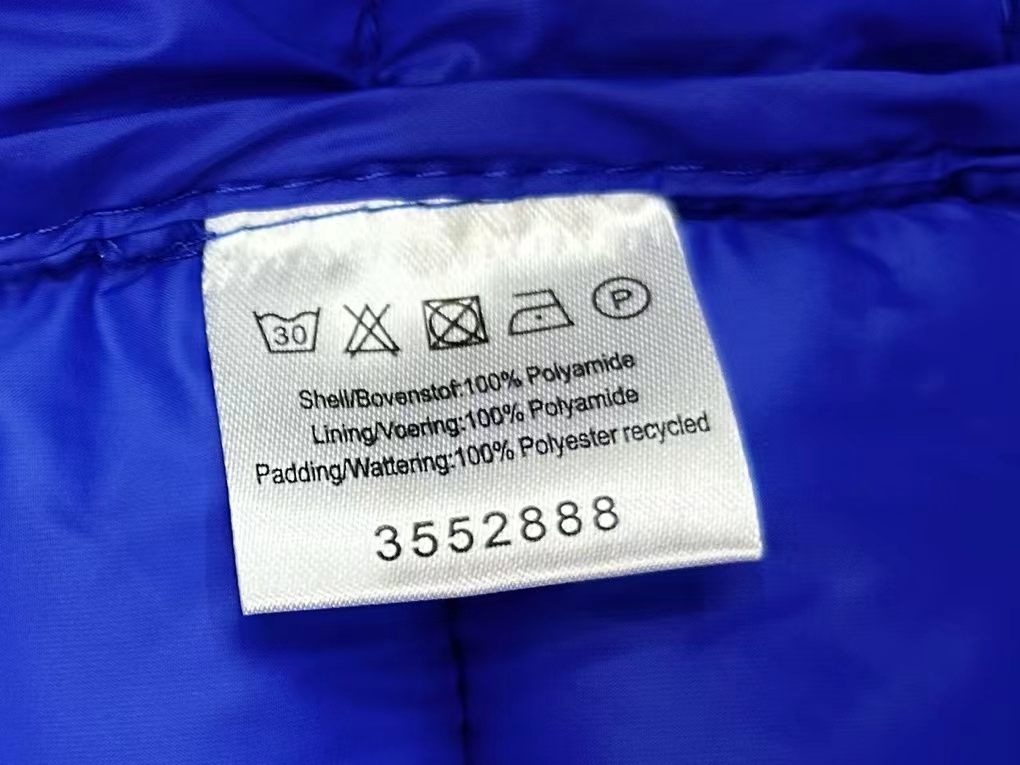 30
P
Shell/Bovenstof:100% Polyamide
Lining/Voering:100% Polyamide
Padding/Wattering:100% Polyester recycled
3552888